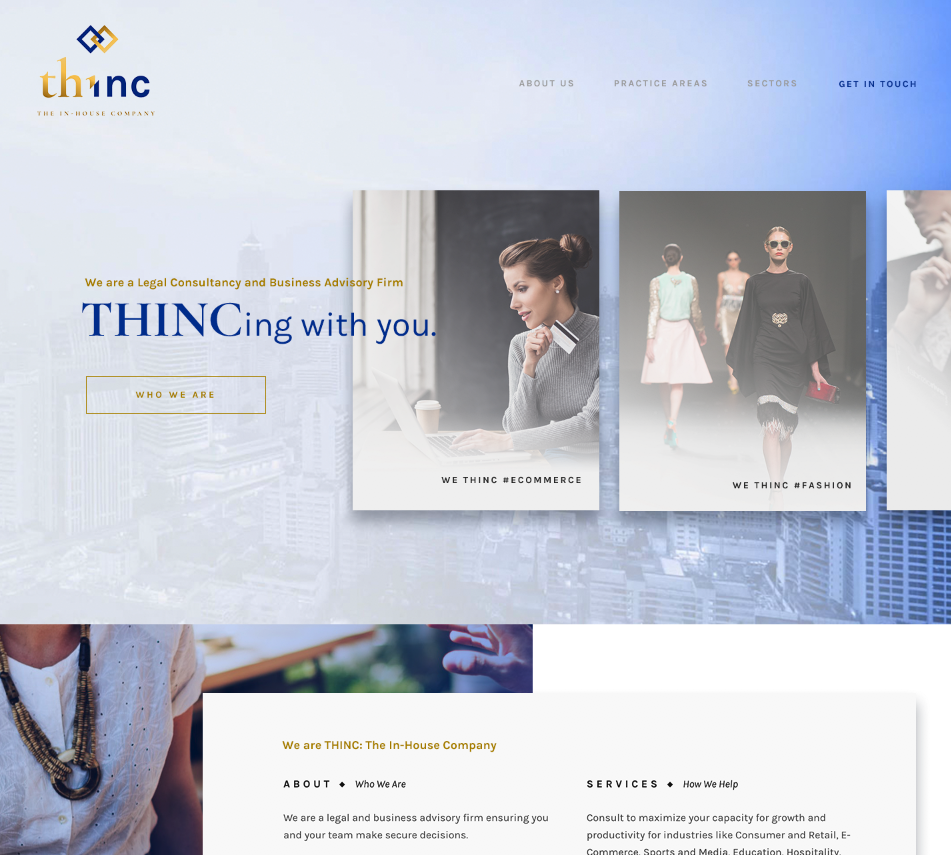 thinc
THE IN-HOUSE COMPANY
ABOUT US
PRACTICE AREAS
SECTORS
GET IN TOUCH
We are a Legal Consultancy and Business Advisory Firm
THINCing with you.
WHO WE ARE
WE THINC #ECOMMERCE
WE THINC #FASHION
We are THINC: The In-House Company
ABOUT ◆ Who We Are
We are a legal and business advisory firm ensuring you
and your team make secure decisions.
SERVICES ◆ How We Help
Consult to maximize your capacity for growth and
productivity for industries like Consumer and Retail, E-
Commerce, Sports and Media, Education, Hospitality,